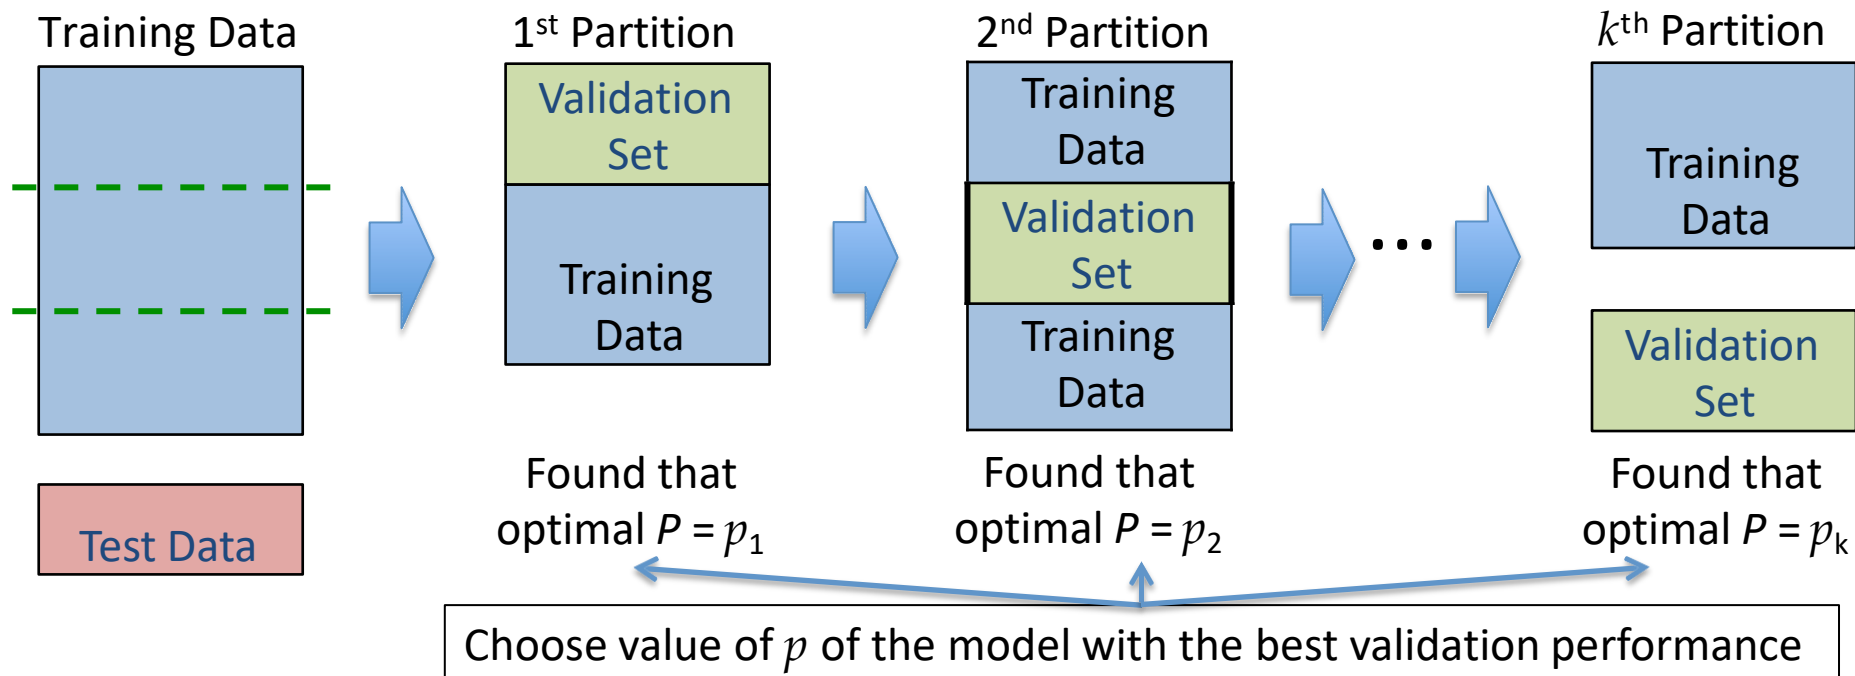 Training Data
Test Data
1st Partition
Validation
Set
Training
Data
Found that
optimal P = p1
2nd Partition
Training
Data
Validation
Set
Training
Data
Found that
optimal P = p2
...
kth Partition
Training
Data
Validation
Set
Found that
optimal P = pk
Choose value of p of the model with the best validation performance